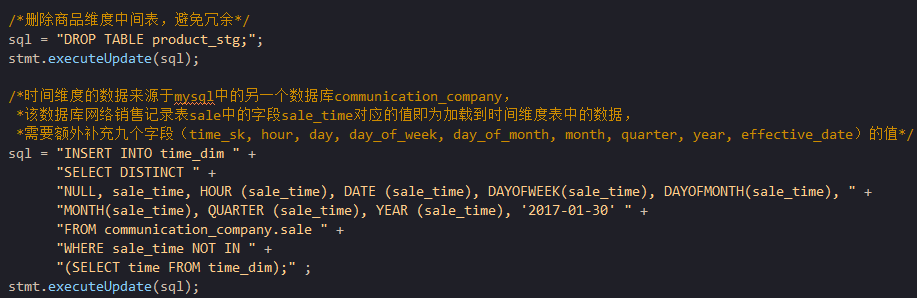 /*删除商品维度中间表，避免冗余*/
sql = "DROP TABLE product_stg;";
stmt.executeUpdate(sql);
/*时间维度的数据来源于mysql中的另一个数据库communication_company，
*该数据库网络销售记录表sale中的字段sale_time对应的值即为加载到时间维度表中的数据，
*需要额外补充九个字段（time_sk, hour, day, day_of_week, day_of_month, month, quarter, year, effective_date）的值*/
sql = "INSERT INTO time_dim " +
"SELECT DISTINCT " +
"NULL, sale_time, HOUR (sale_time), DATE (sale_time), DAYOFWEEK(sale_time), DAYOFMONTH(sale_time), " +
"MONTH(sale_time), QUARTER (sale_time), YEAR (sale_time), '2017-01-30' " +
"FROM communication_company.sale " +
"WHERE sale_time NOT IN " +
"(SELECT time FROM time_dim);" ;
stmt.executeUpdate(sql);